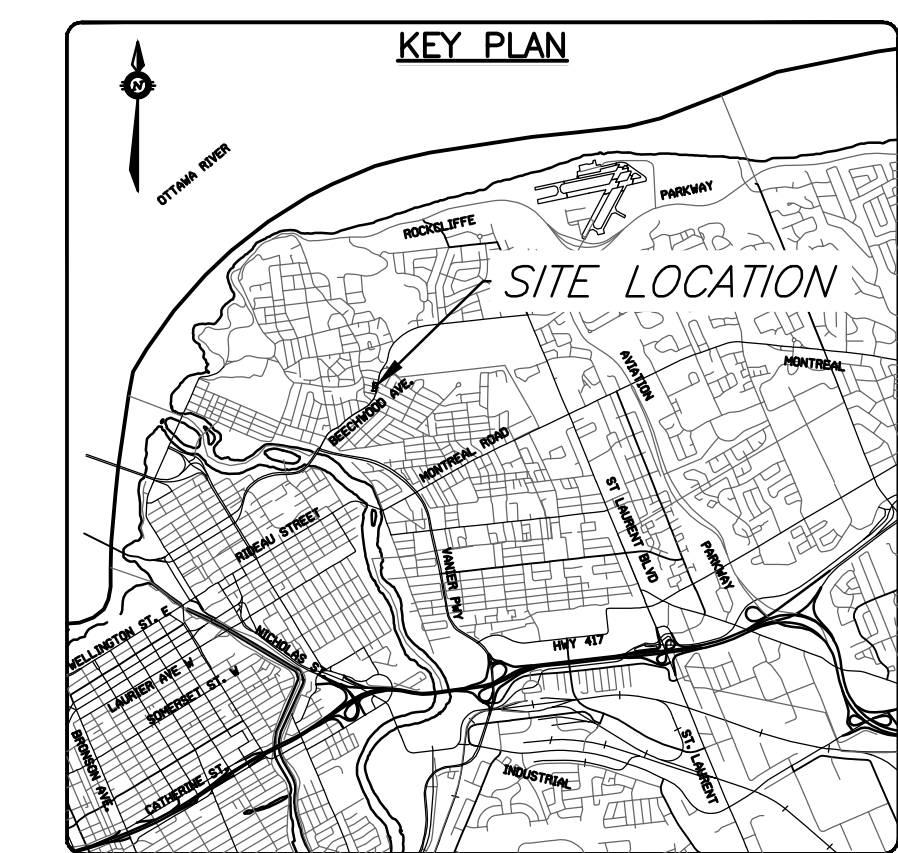 KEY PLAN
N
OTTAWA RIVER
PARKWAY
ROCKCLIFFE
SITE LOCATION
AVIATION
MONTREAL
BEECHWOOD AVE.
MONTREAL ROAD
ST LAURENT BLVD
RIDEAU STREET
PARKWAY
VANIER PWY
WELLINGTON ST. E
NICHOLAS ST.
HWY 417
LAURIER AVE W
SOMERSET ST. W
BRONSON AVE.
ST. LAURENT
CATHERINE ST.
INDUSTRIAL